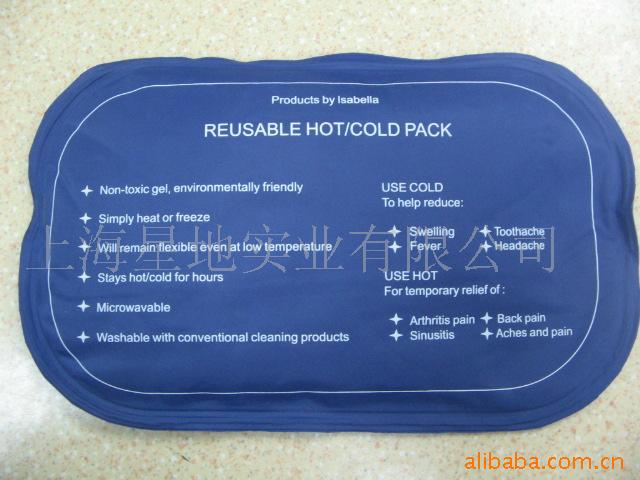 Products by Isabella
REUSABLE HOT/COLD PACK
Non-toxic gel, environmentally friendly
Simply heat or freeze
Will remain flexible even at low temperature
Stays hot/cold for hours
Microwavable
Washable with conventional cleaning products
USE COLD
To help reduce:
Swelling Toothache
Fever Headache
USE HOT
For temporary relief of:
Arthritis pain Back pain
Sinusitis Aches and pain
上海星地实业有限公司
alibaba.com.cn